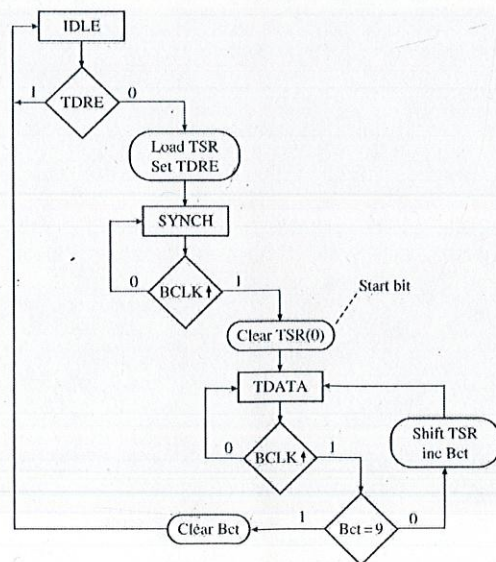 IDLE
1
TDRE
0
Load TSR
Set TDRE
SYNCH
0
BCLK↑
1
Start bit
Clear TSR(0)
TDATA
0
BCLK↑
1
Shift TSR
inc Bct
Clear Bct
1
Bct = 9
0